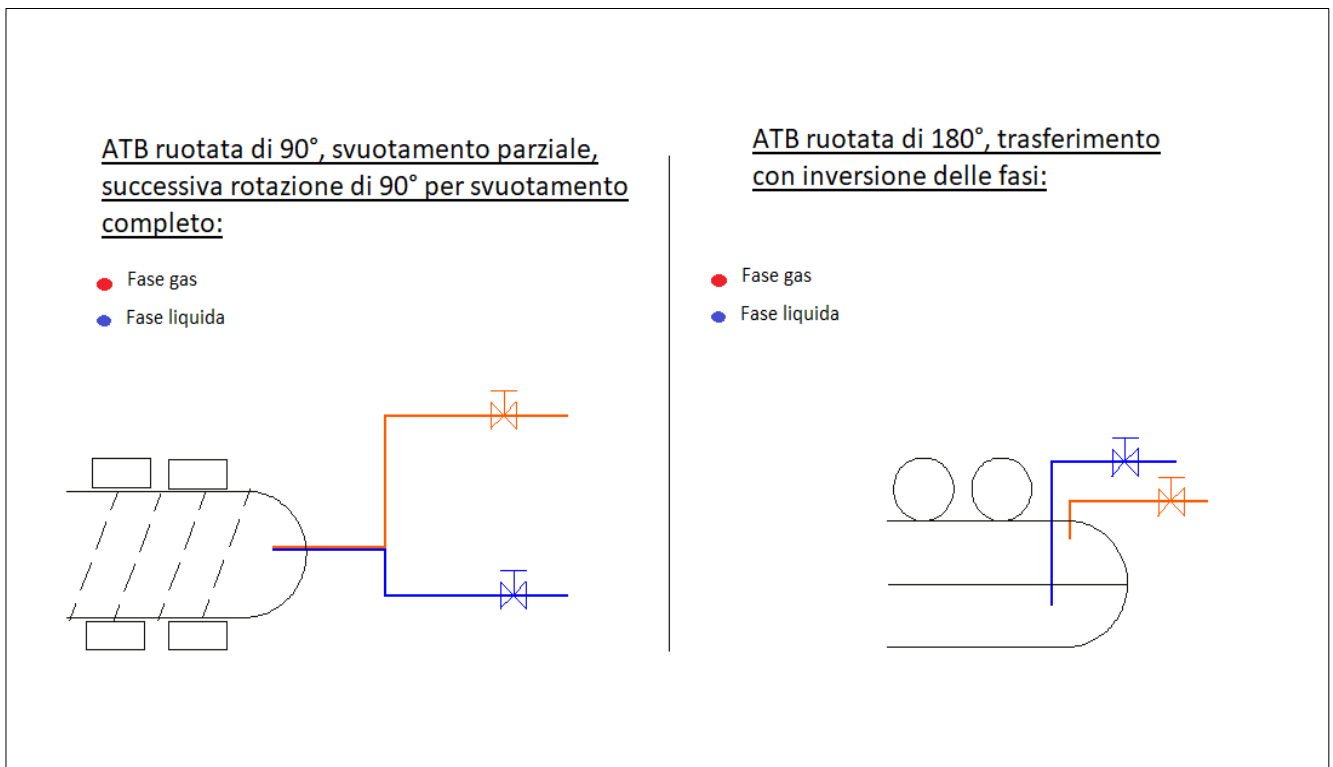 ATB ruotata di 90°, svuotamento parziale,
successiva rotazione di 90° per svuotamento
completo:
Fase gas
Fase liquida
ATB ruotata di 180°, trasferimento
con inversione delle fasi:
Fase gas
Fase liquida